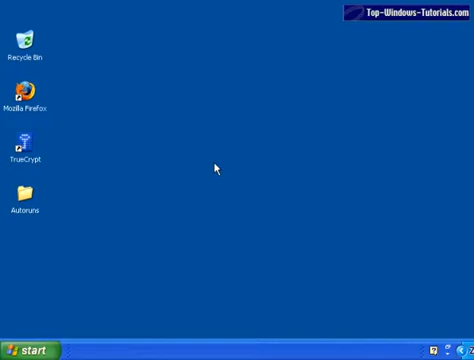 Top-Windows-Tutorials.com
Recycle Bin
Mozilla Firefox
TrueCrypt
Autoruns
start